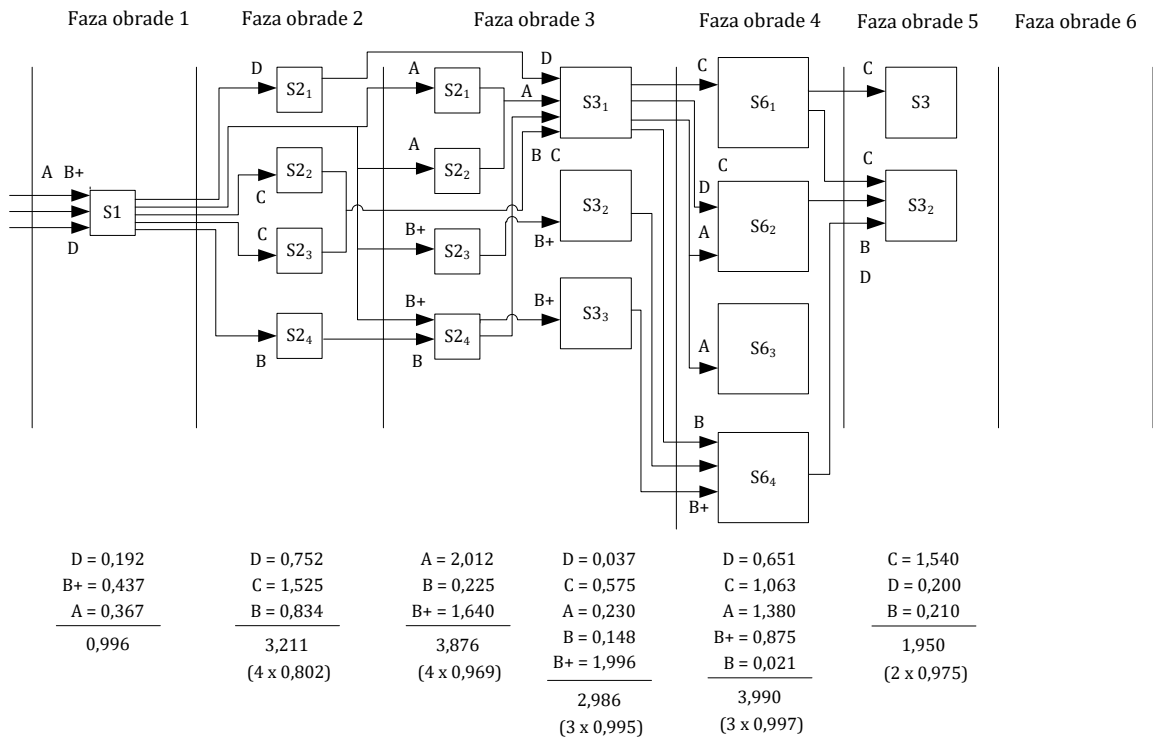 Faza obrade 1
Faza obrade 2
Faza obrade 3
Faza obrade 4
Faza obrade 5
Faza obrade 6
A B+
S1
D
D
S2₁
S2₂
C
C
S2₃
S2₄
B
A
S2₁
A
S2₂
B+
S2₃
B+
S2₄
B
D
A
S3₁
B C
S3₂
B+
B+
S3₃
C
S6₁
C
D
S6₂
A
A
S6₃
B
S6₄
B+
C
S3
C
S3₂
B
D
D = 0,192
B+ = 0,437
A = 0,367
0,996
D = 0,752
C = 1,525
B = 0,834
3,211
(4 x 0,802)
A = 2,012
B = 0,225
B+ = 1,640
3,876
(4 x 0,969)
D = 0,037
C = 0,575
A = 0,230
B = 0,148
B+ = 1,996
2,986
(3 x 0,995)
D = 0,651
C = 1,063
A = 1,380
B+ = 0,875
B = 0,021
3,990
(3 x 0,997)
C = 1,540
D = 0,200
B = 0,210
1,950
(2 x 0,975)